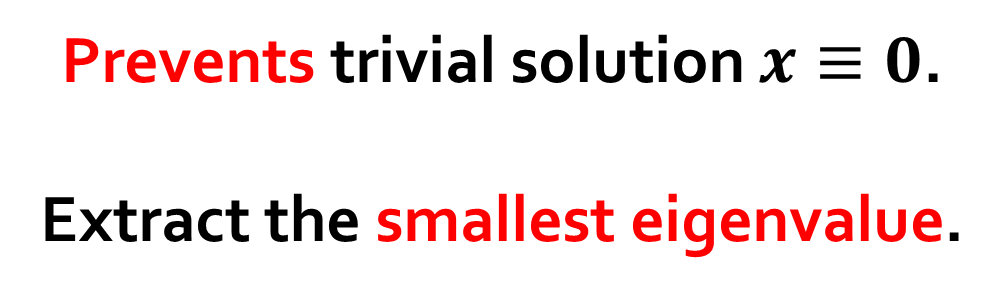 Prevents trivial solution x ≡ 0.
Extract the smallest eigenvalue.